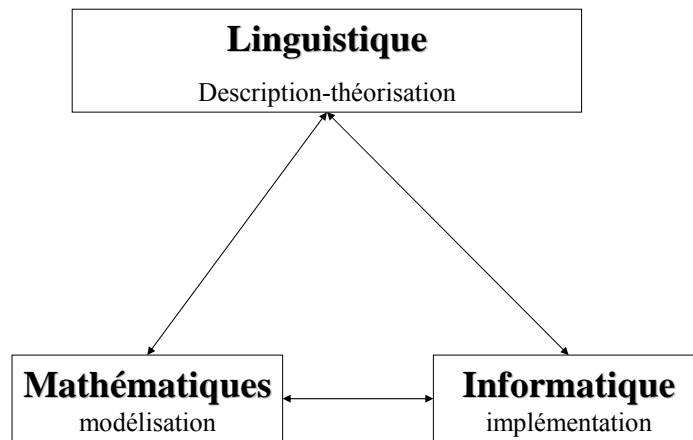 Linguistique
Description-théorisation
Mathématiques
modélisation
Informatique
implémentation